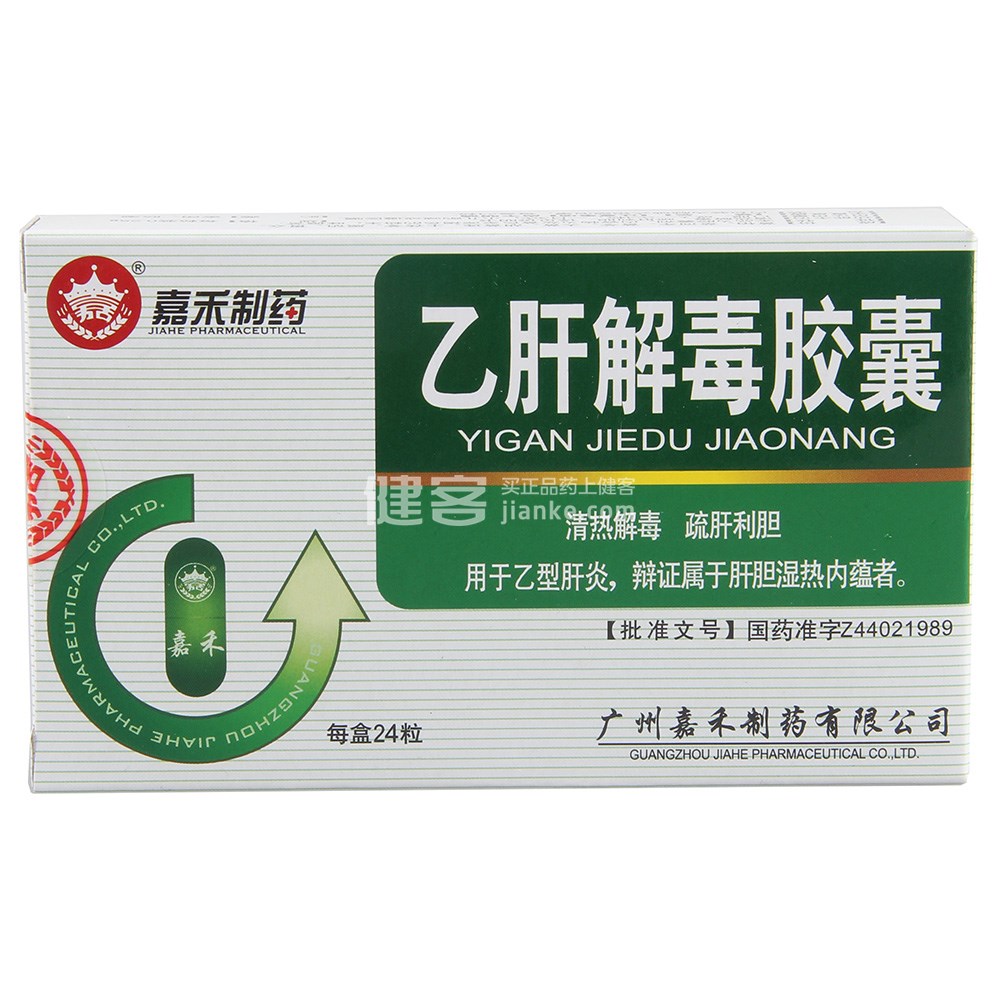 嘉禾制药
JIAHE PHARMACEUTICAL
®
乙肝解毒胶囊
YIGAN JIEDU JIAONANG
健客 买正品药上健客
jianke.com
清热解毒 疏肝利胆
用于乙型肝炎，辩证属于肝胆湿热内蕴者。
【批准文号】国药准字Z44021989
GUANGZHOU JIAHE PHARMACEUTICAL CO.,LTD.
嘉禾
每盒24粒
广州嘉禾制药有限公司
GUANGZHOU JIAHE PHARMACEUTICAL CO.,LTD.